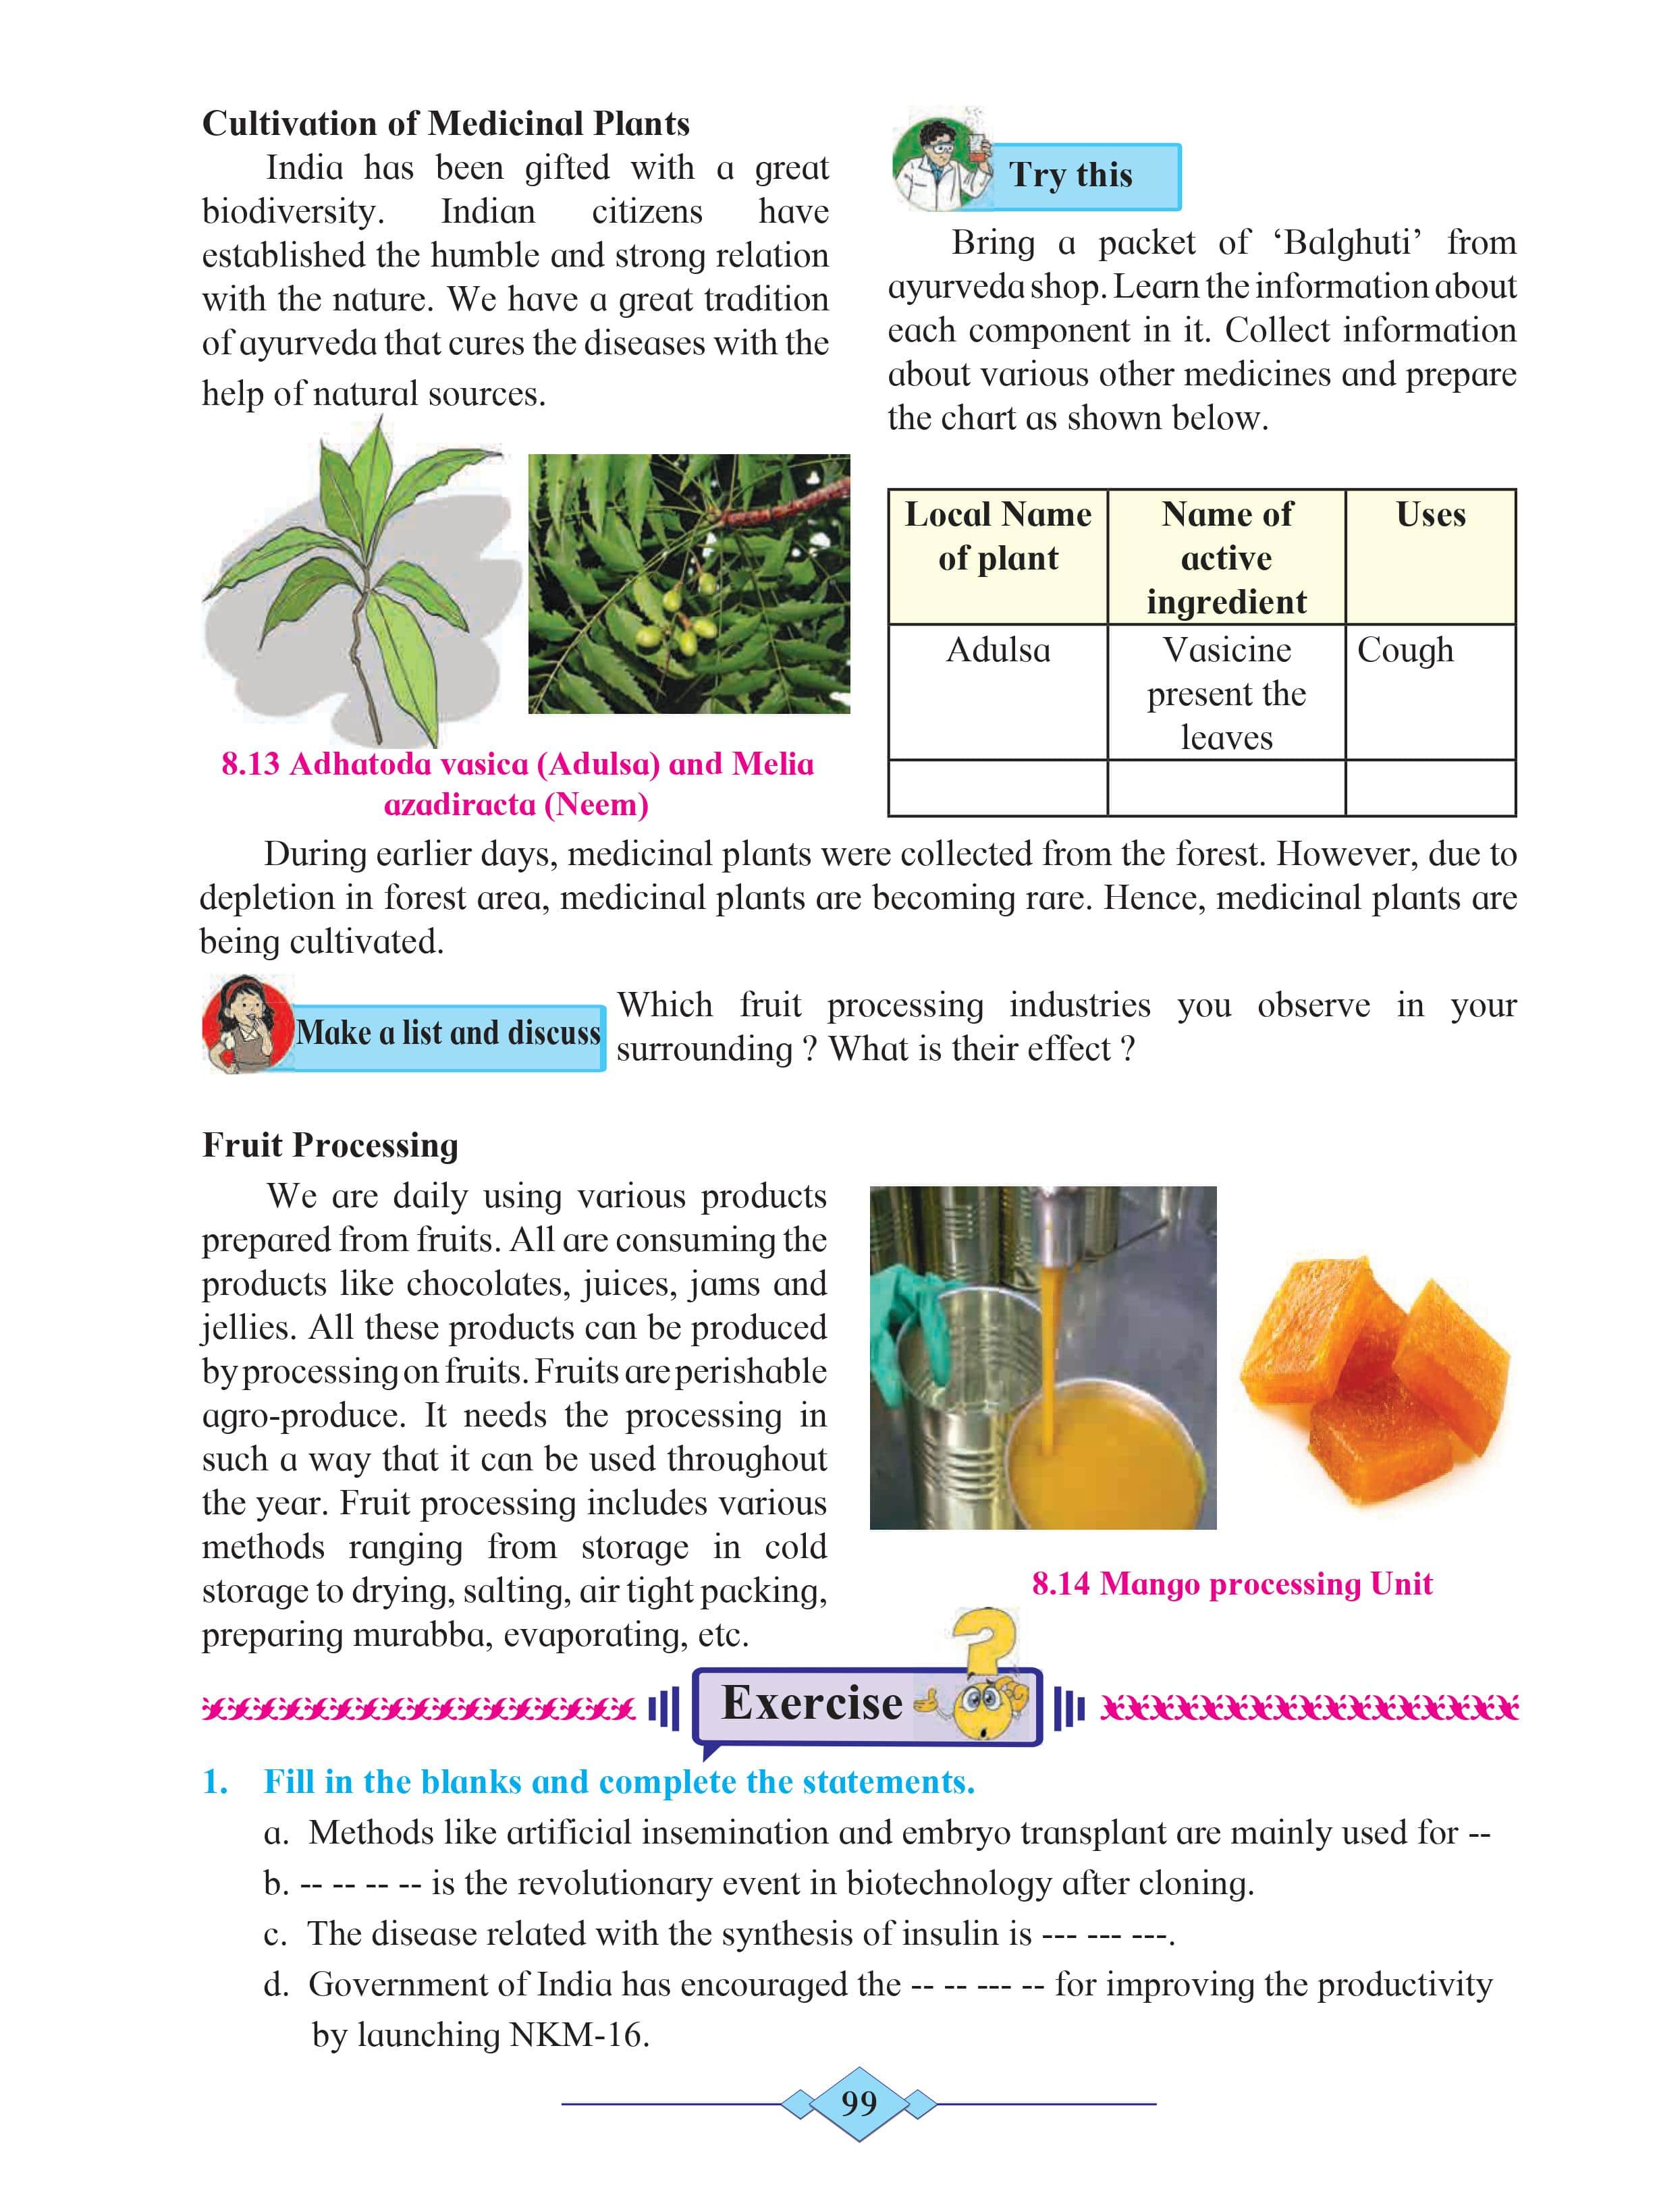 Cultivation of Medicinal Plants
India has been gifted with a great
biodiversity. Indian citizens have
established the humble and strong relation
with the nature. We have a great tradition
of ayurveda that cures the diseases with the
help of natural sources.
8.13 Adhatoda vasica (Adulsa) and Melia
azadiracta (Neem)
Try this
Bring a packet of ‘Balghuti’ from
ayurveda shop. Learn the information about
each component in it. Collect information
about various other medicines and prepare
the chart as shown below.
Local Name of plant | Name of active ingredient | Uses
Adulsa | Vasicine present the leaves | Cough
During earlier days, medicinal plants were collected from the forest. However, due to
depletion in forest area, medicinal plants are becoming rare. Hence, medicinal plants are
being cultivated.
Make a list and discuss
Which fruit processing industries you observe in your
surrounding ? What is their effect ?
Fruit Processing
We are daily using various products
prepared from fruits. All are consuming the
products like chocolates, juices, jams and
jellies. All these products can be produced
by processing on fruits. Fruits are perishable
agro-produce. It needs the processing in
such a way that it can be used throughout
the year. Fruit processing includes various
methods ranging from storage in cold
storage to drying, salting, air tight packing,
preparing murabba, evaporating, etc.
8.14 Mango processing Unit
Exercise
1. Fill in the blanks and complete the statements.
a. Methods like artificial insemination and embryo transplant are mainly used for --
b. -- -- -- -- is the revolutionary event in biotechnology after cloning.
c. The disease related with the synthesis of insulin is --- --- ---.
d. Government of India has encouraged the -- -- --- -- for improving the productivity
by launching NKM-16.
99